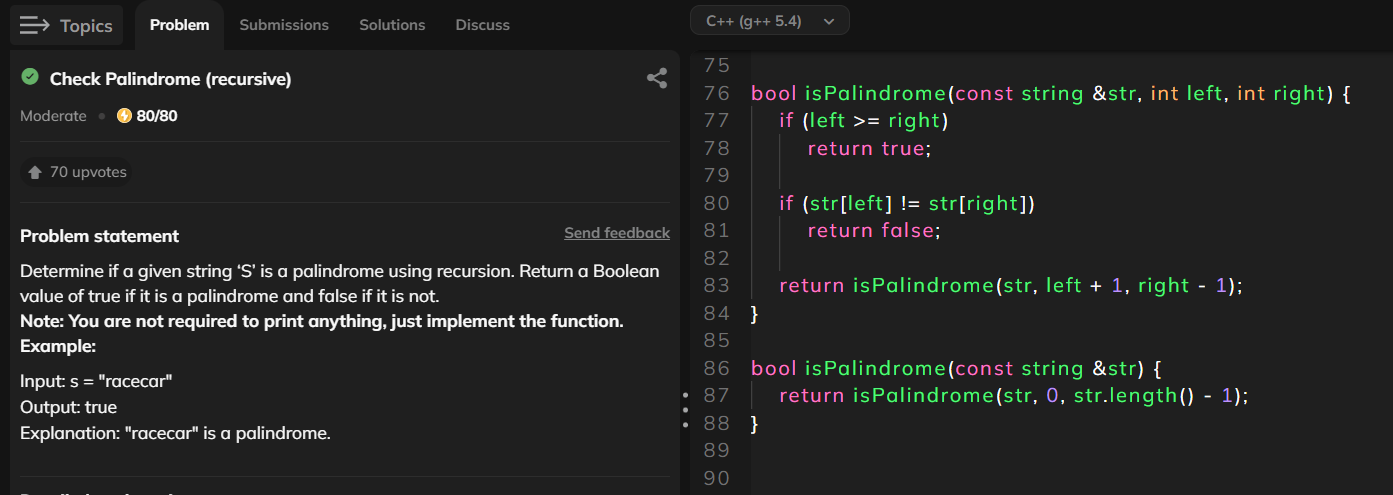 Topics
Problem
Submissions
Solutions
Discuss
Check Palindrome (recursive)
Moderate • 80/80
70 upvotes
Problem statement
Send feedback
Determine if a given string ‘S’ is a palindrome using recursion. Return a Boolean
value of true if it is a palindrome and false if it is not.
Note: You are not required to print anything, just implement the function.
Example:
Input: s = "racecar"
Output: true
Explanation: "racecar" is a palindrome.
C++ (g++ 5.4)
75
76 bool isPalindrome(const string &str, int left, int right) {
77 if (left >= right)
78 return true;
79
80 if (str[left] != str[right])
81 return false;
82
83 return isPalindrome(str, left + 1, right - 1);
84 }
85
86 bool isPalindrome(const string &str) {
87 return isPalindrome(str, 0, str.length() - 1);
88 }
89
90